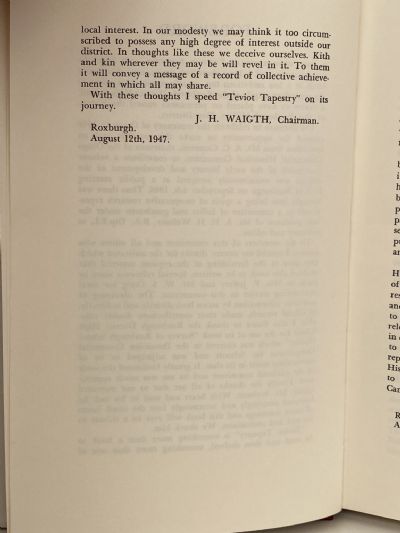 local interest. In our modesty we may think it too circum-
scribed to possess any high degree of interest outside our
district. In thoughts like these we deceive ourselves. Kith
and kin wherever they may be will revel in it. To them
it will convey a message of a record of collective achieve-
ment in which all may share.
With these thoughts I speed "Teviot Tapestry" on its
journey.
J. H. WAIGTH, Chairman.
Roxburgh.
August 12th, 1947.